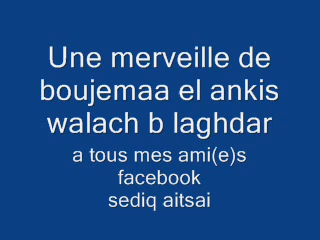 Une merveille de
boujemaa el ankis
walach b laghdar
a tous mes ami(e)s
facebook
sediq aitsai